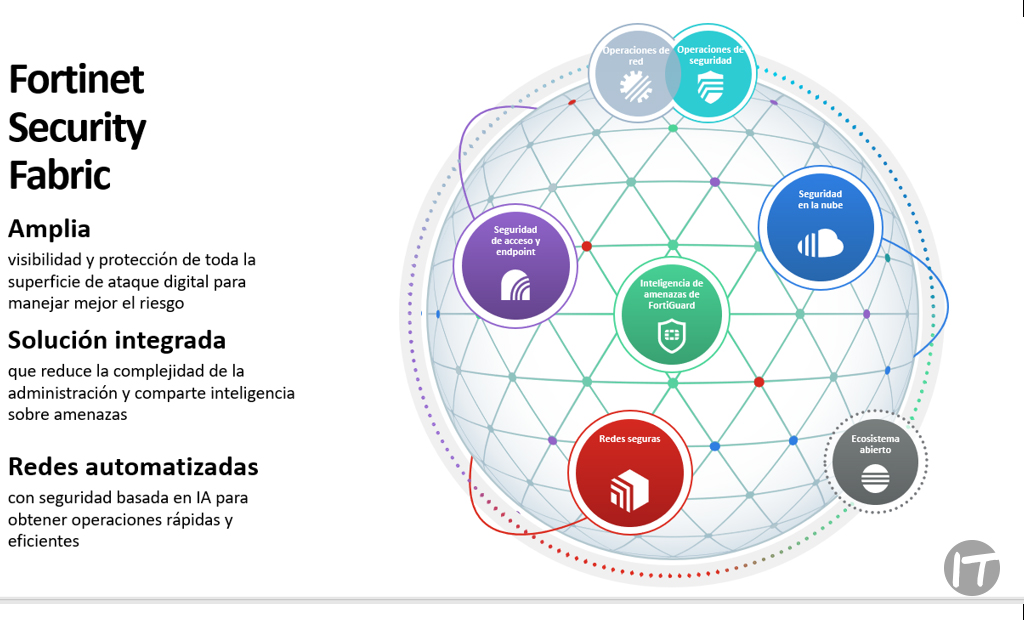 Fortinet
Security
Fabric
Amplia
visibilidad y protección de toda la
superficie de ataque digital para
manejar mejor el riesgo
Solución integrada
que reduce la complejidad de la
administración y comparte inteligencia
sobre amenazas
Redes automatizadas
con seguridad basada en IA para
obtener operaciones rápidas y
eficientes
Operaciones de
red
Operaciones de
seguridad
Seguridad
en la nube
Seguridad
de acceso y
endpoint
Inteligencia de
amenazas de
FortiGuard
Redes seguras
Ecosistema
abierto
IT